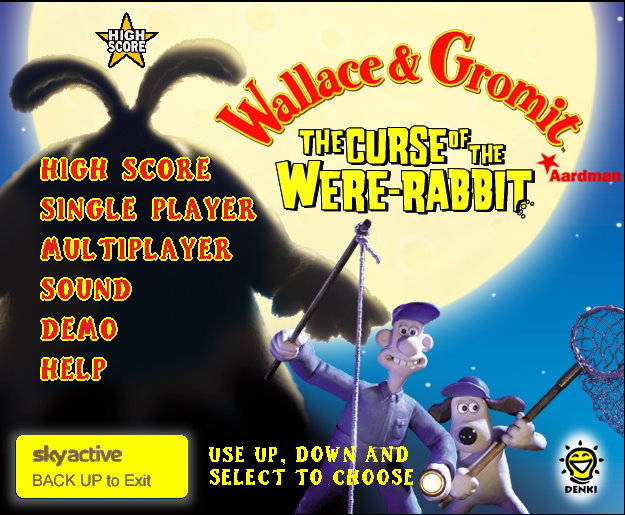 HIGH
SCORE
Wallace & Gromit
THE CURSE OF THE
WERE-RABBIT
Aardman
HIGH SCORE
SINGLE PLAYER
MULTIPLAYER
SOUND
DEMO
HELP
skyactive
BACK UP to Exit
USE UP, DOWN AND
SELECT TO CHOOSE
DENKI